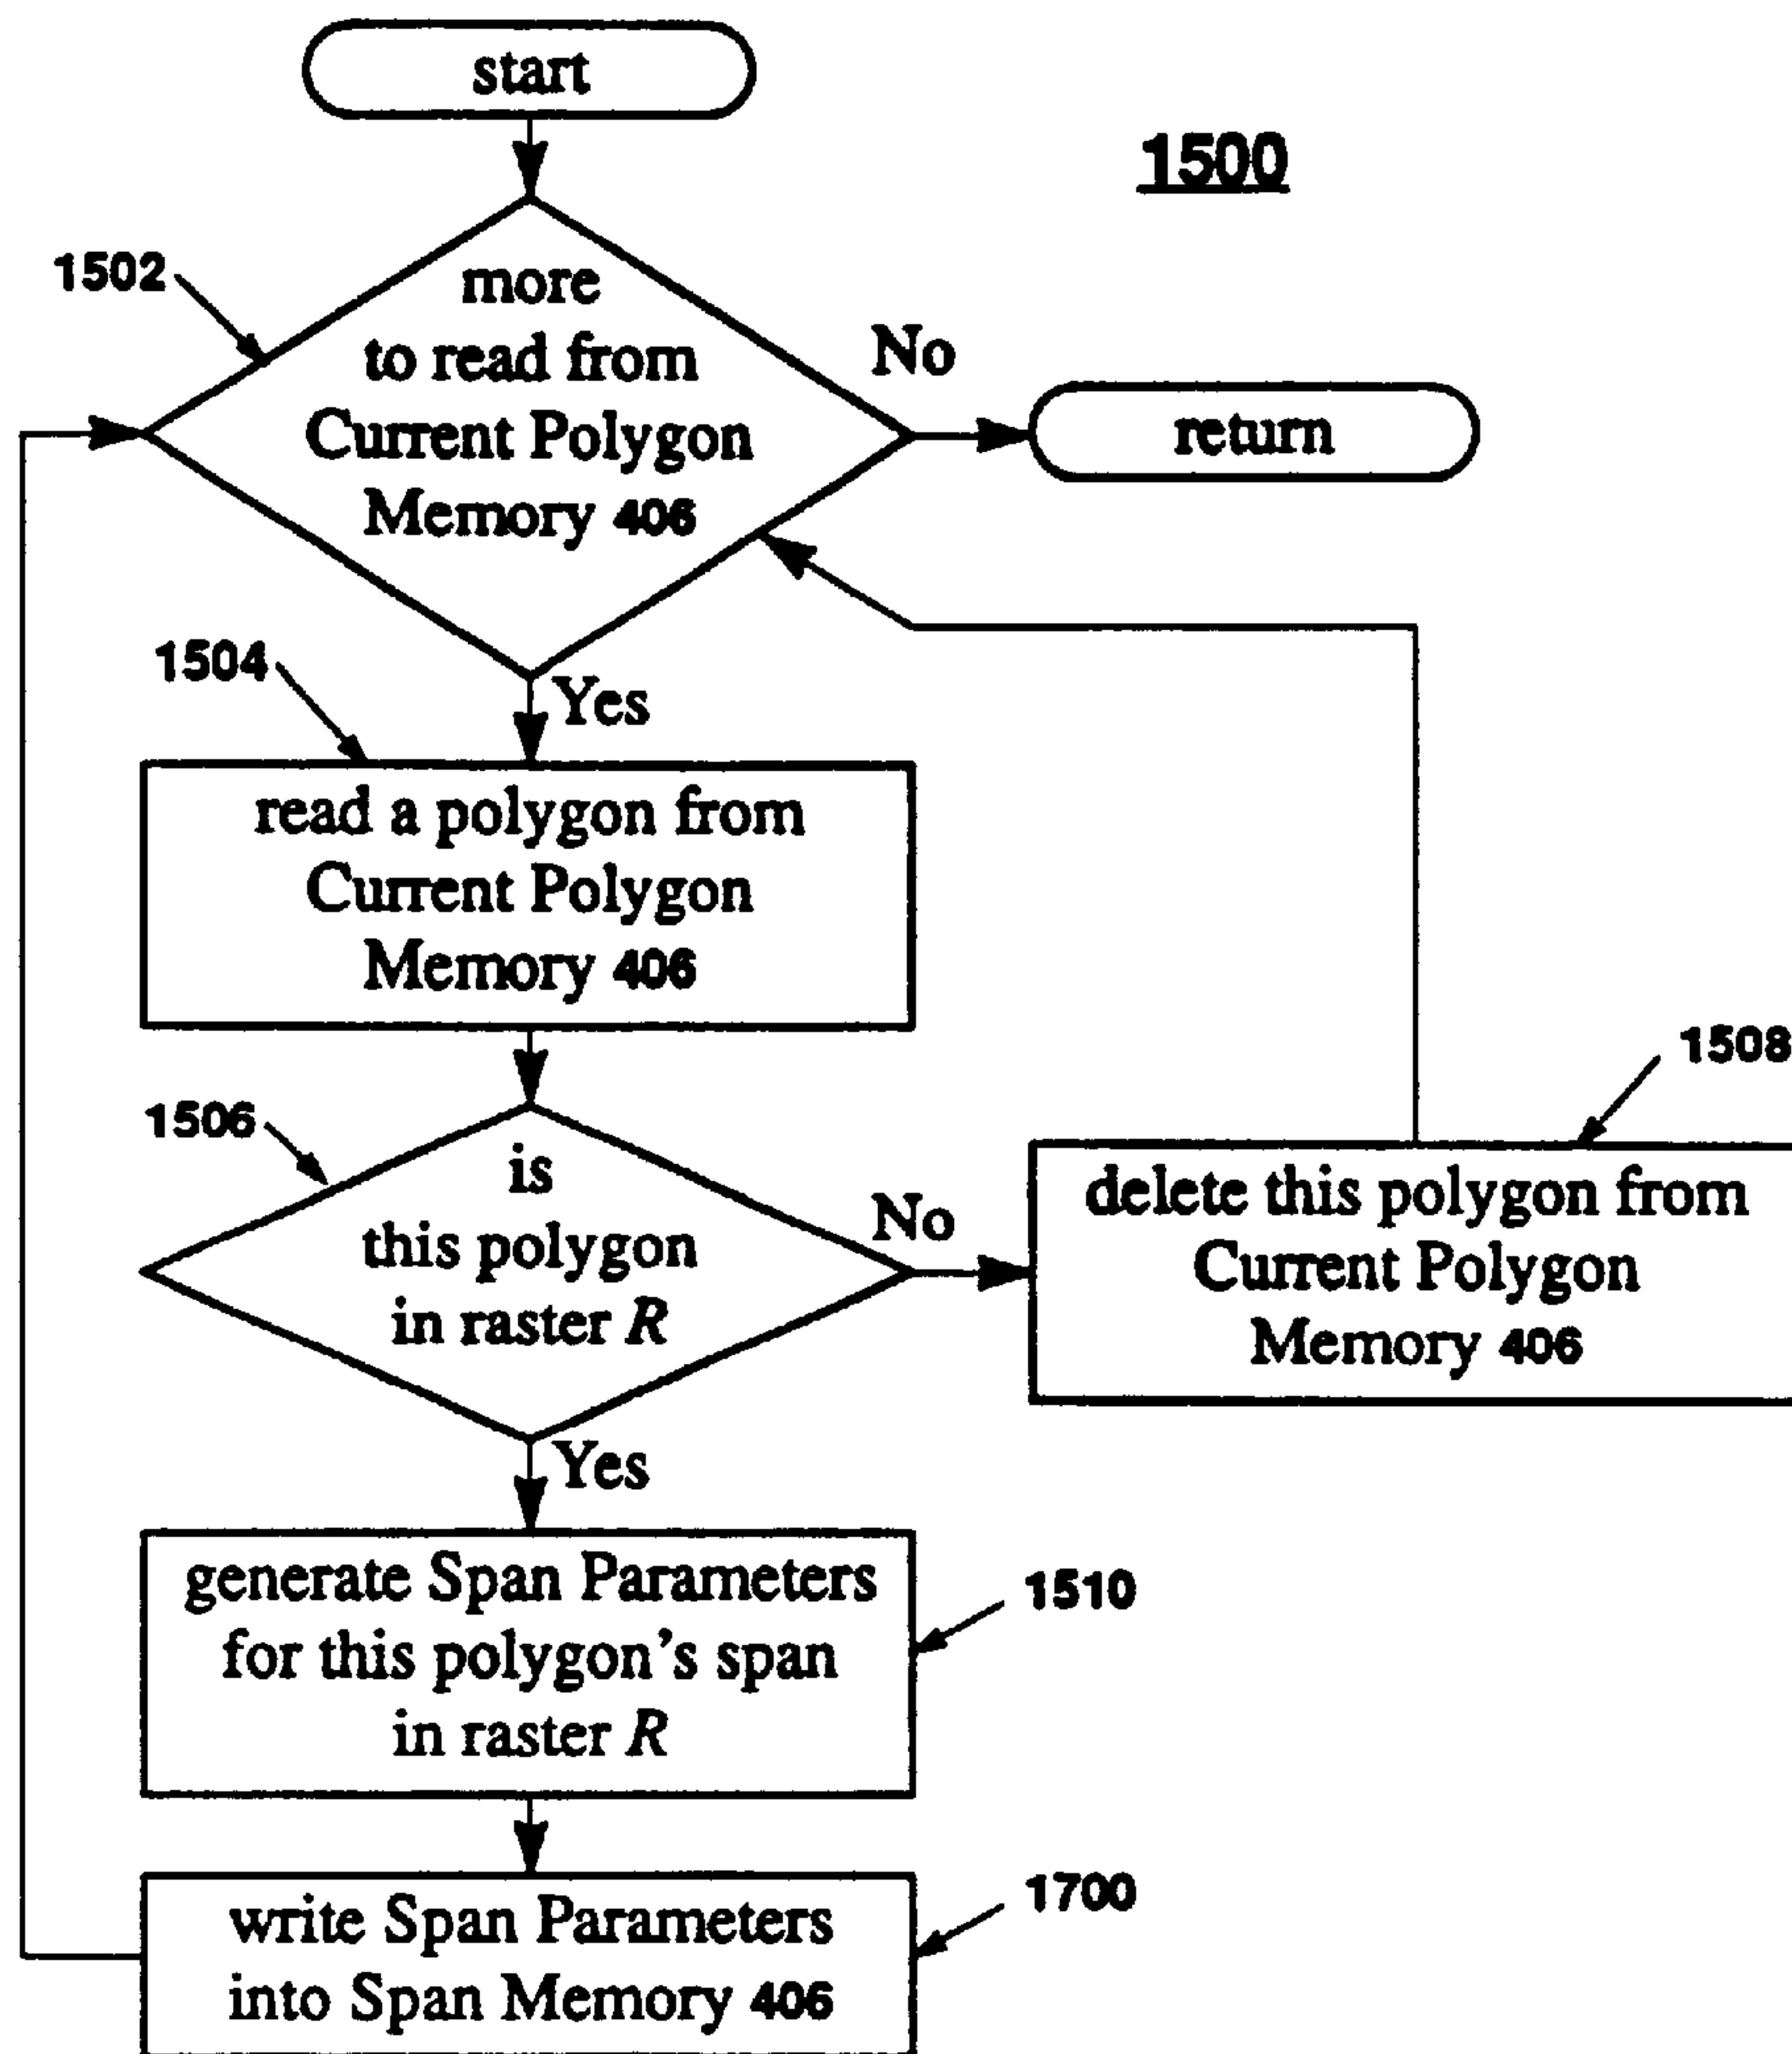 start
1500
1502
more
to read from
Current Polygon
Memory 406
No
return
1504
Yes
read a polygon from
Current Polygon
Memory 406
1506
is
this polygon
in raster R
No
1508
delete this polygon from
Current Polygon
Memory 406
Yes
generate Span Parameters
for this polygon's span
in raster R
1510
write Span Parameters
into Span Memory 406
1700